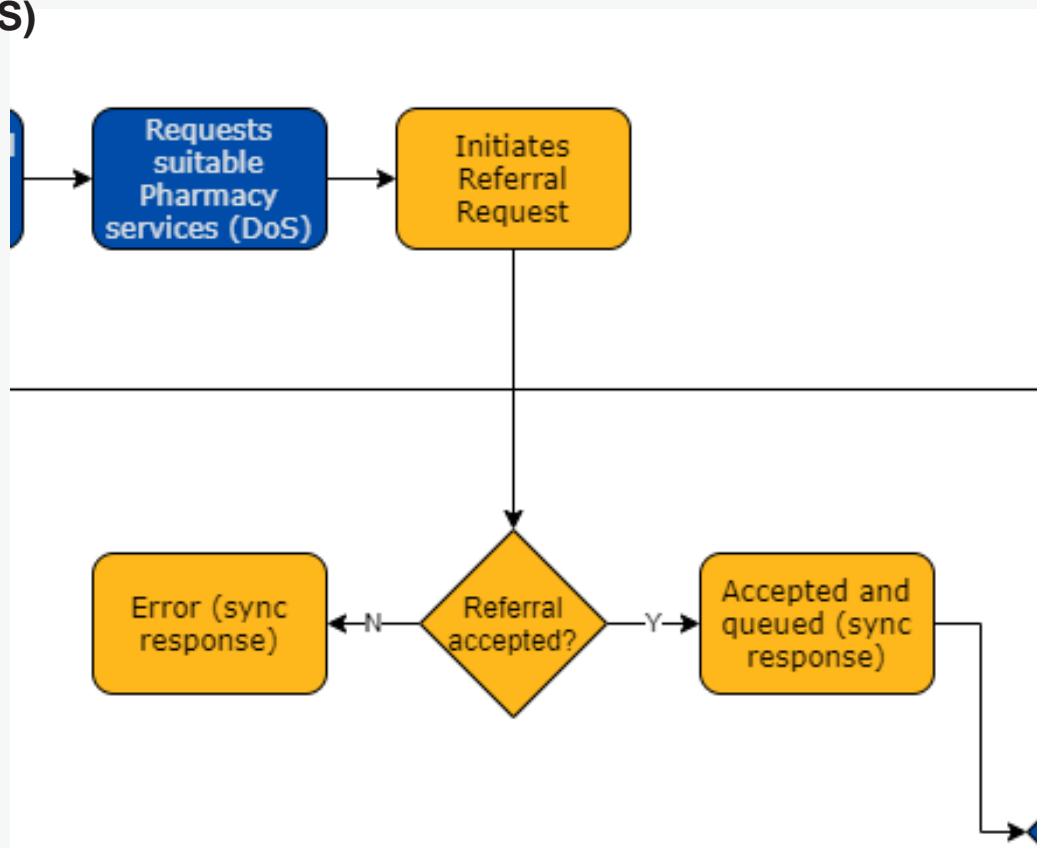 S)
Requests
suitable
Pharmacy
services (DoS)
Initiates
Referral
Request
Error (sync
response)
N
Referral
accepted?
Y
Accepted and
queued (sync
response)